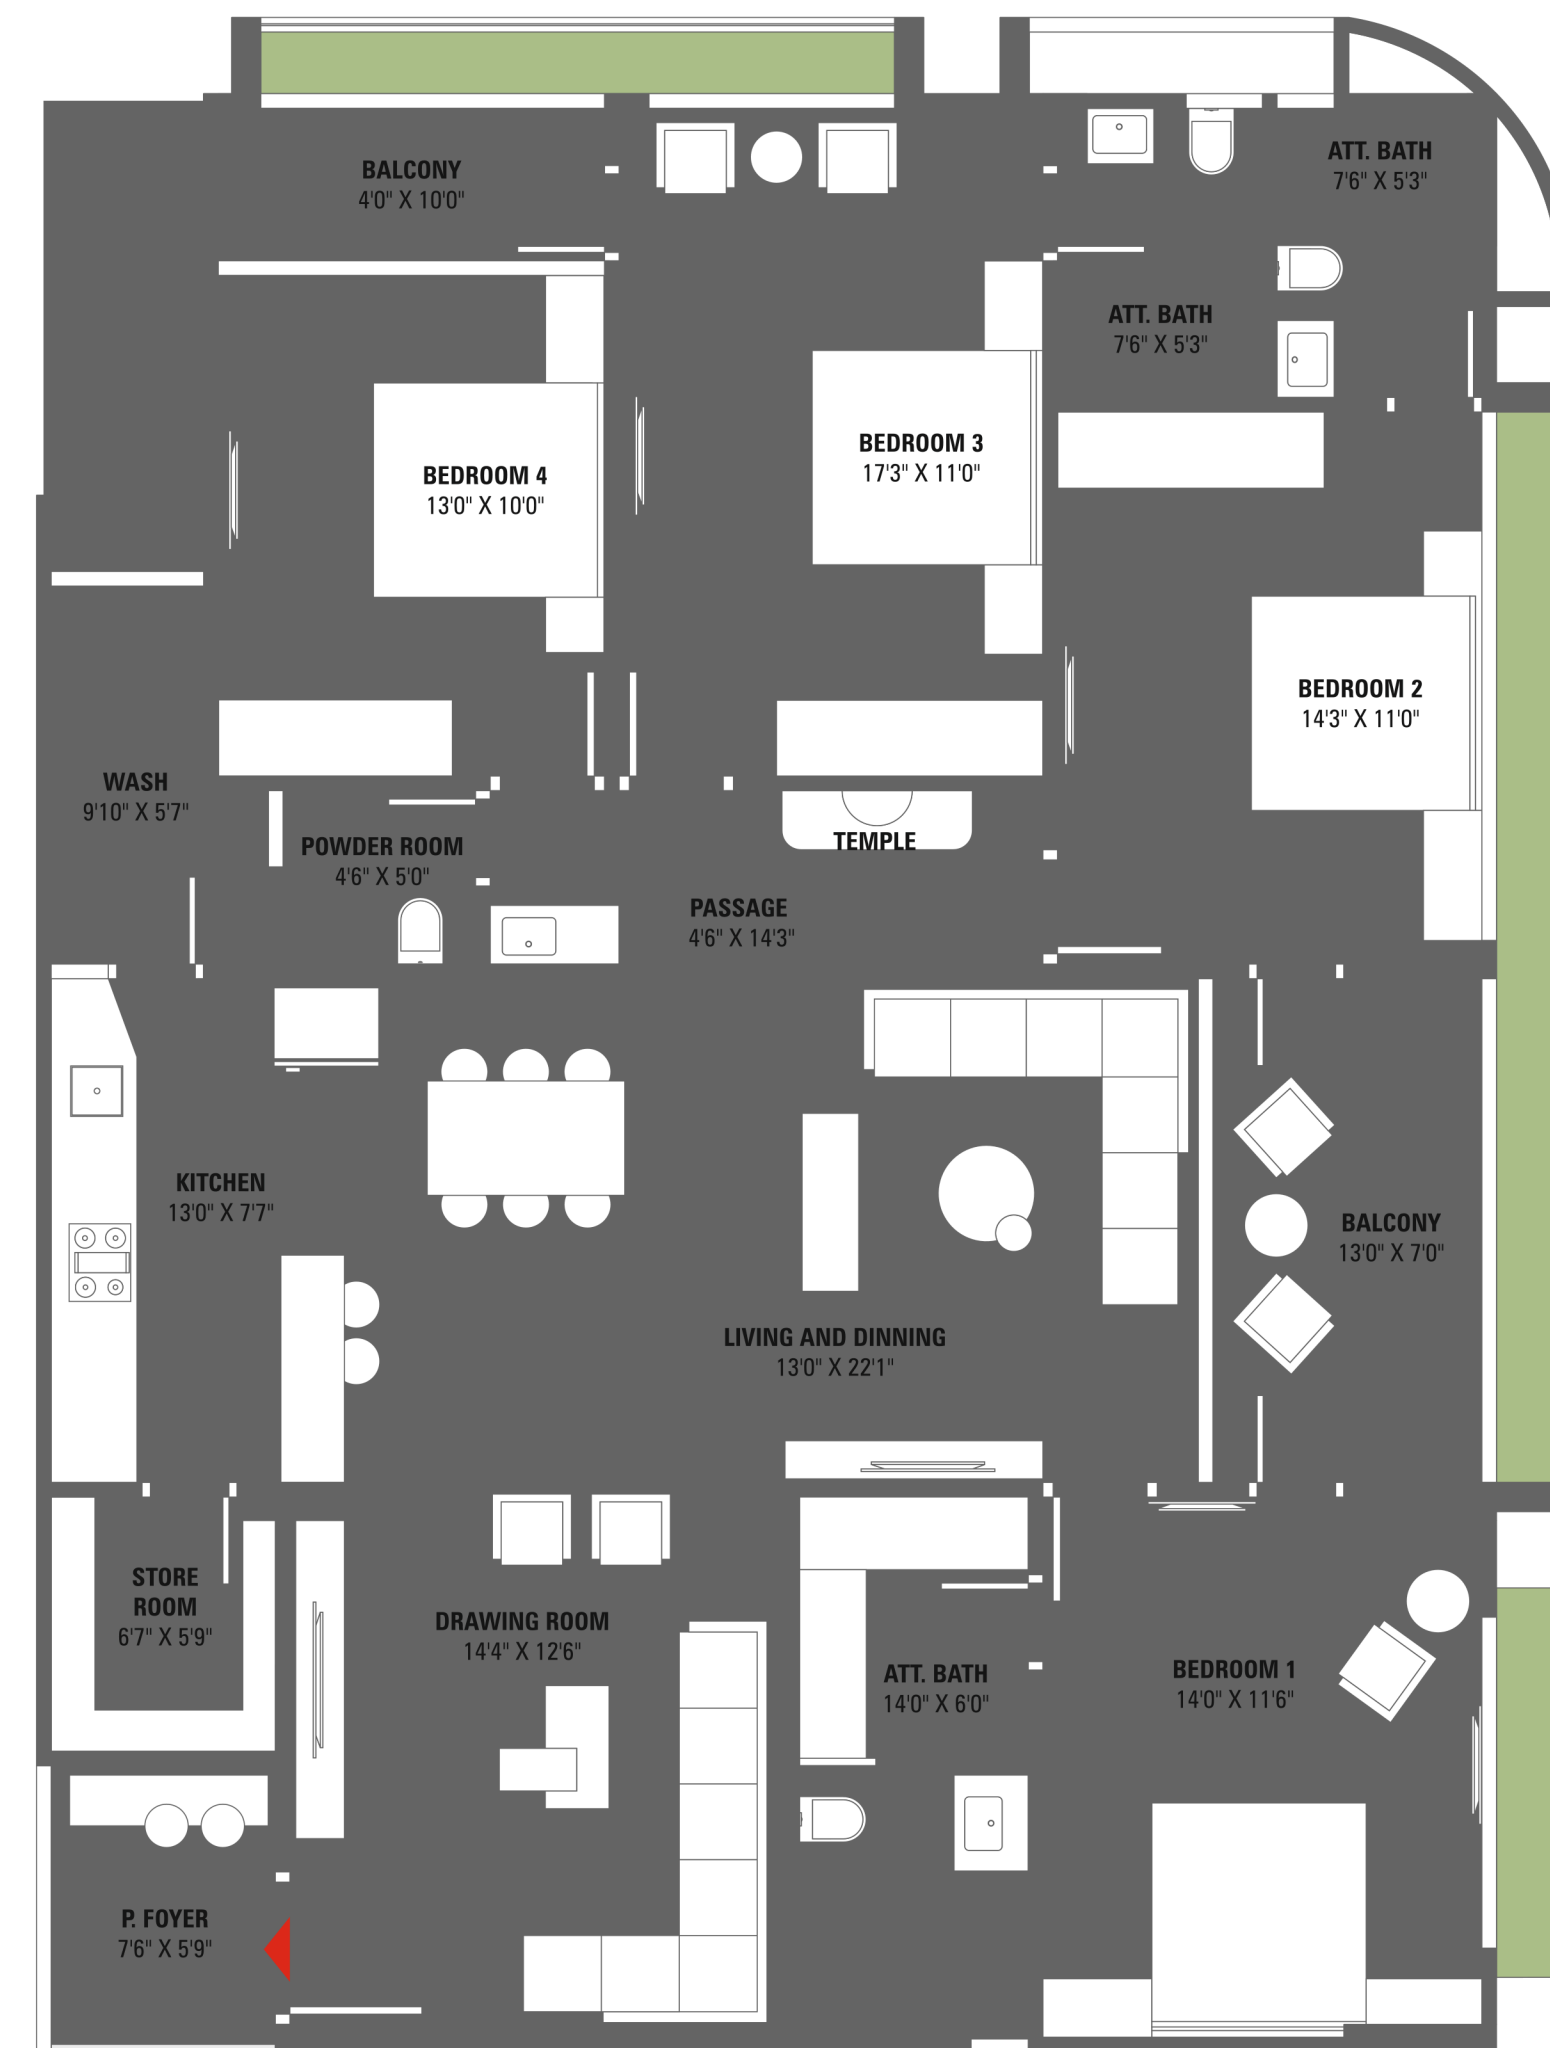 BALCONY
4'0" X 10'0"
ATT. BATH
7'6" X 5'3"
ATT. BATH
7'6" X 5'3"
BEDROOM 4
13'0" X 10'0"
BEDROOM 3
17'3" X 11'0"
BEDROOM 2
14'3" X 11'0"
WASH
9'10" X 5'7"
POWDER ROOM
4'6" X 5'0"
TEMPLE
PASSAGE
4'6" X 14'3"
KITCHEN
13'0" X 7'7"
BALCONY
13'0" X 7'0"
LIVING AND DINNING
13'0" X 22'1"
STORE
ROOM
6'7" X 5'9"
DRAWING ROOM
14'4" X 12'6"
ATT. BATH
14'0" X 6'0"
BEDROOM 1
14'0" X 11'6"
P. FOYER
7'6" X 5'9"